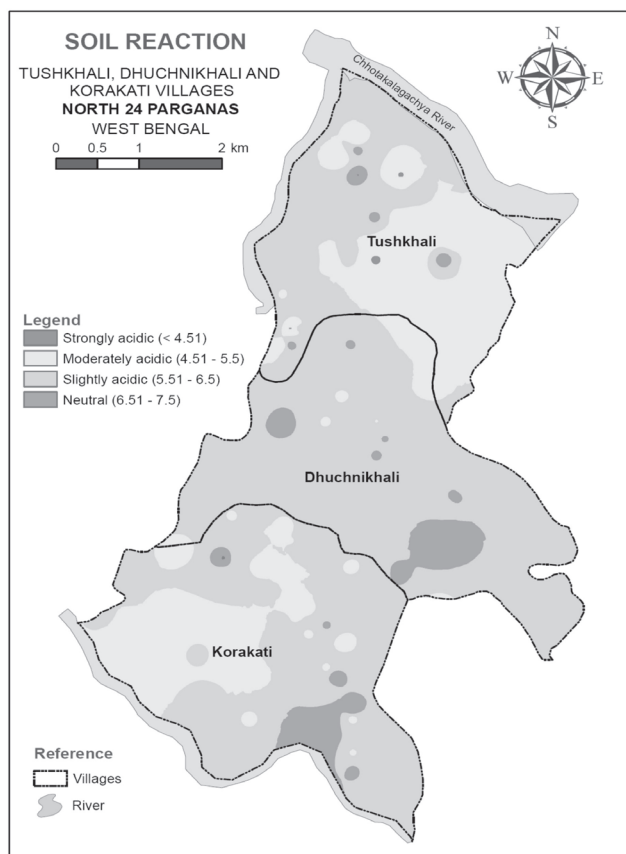 SOIL REACTION
TUSHKHALI, DHUCHNIKHALI AND
KORAKATI VILLAGES
NORTH 24 PARGANAS
WEST BENGAL
0 0.5 1 2 km
N
W E
S
Chhotakalagachya River
Tushkhali
Legend
Strongly acidic (< 4.51)
Moderately acidic (4.51 - 5.5)
Slightly acidic (5.51 - 6.5)
Neutral (6.51 - 7.5)
Dhuchnikhali
Korakati
Reference
Villages
River